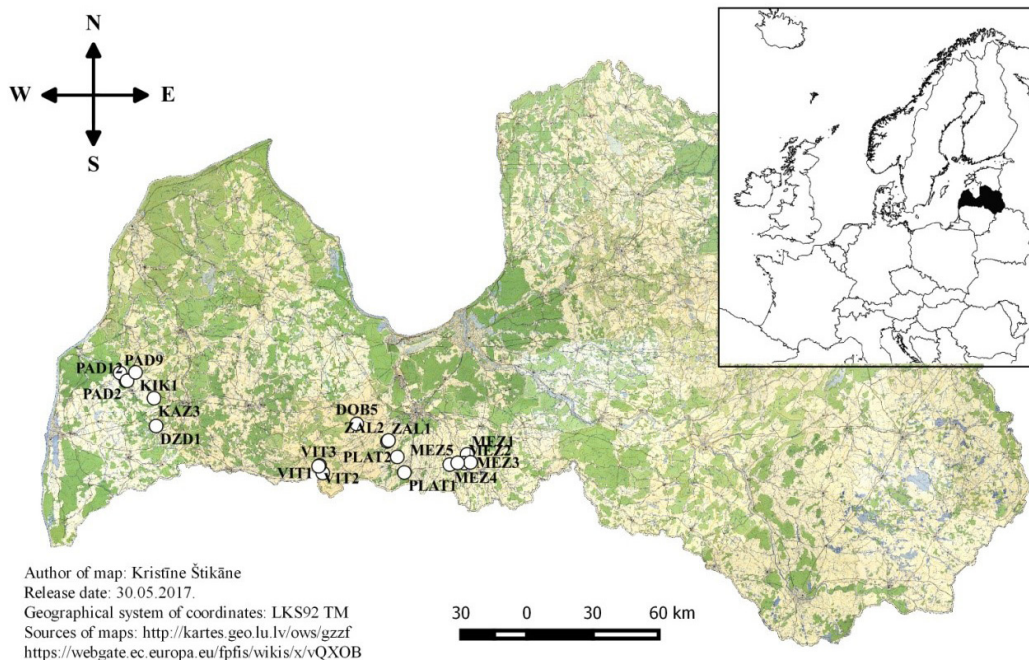 N
W E
S
PAD12 PAD9
PAD2 KIK1
KAZ3
DZD1
DOB5
ZAL2 ZAL1
VIT3 PLAT2 MEZ5 MEZ1
MEZ2
MEZ3
VIT1 VIT2 PLAT1 MEZ4
Author of map: Kristīne Štikāne
Release date: 30.05.2017.
Geographical system of coordinates: LKS92 TM
Sources of maps: http://kartes.geo.lu.lv/ows/gzzf
https://webgate.ec.europa.eu/fpfis/wikis/x/vQXOB
30 0 30 60 km